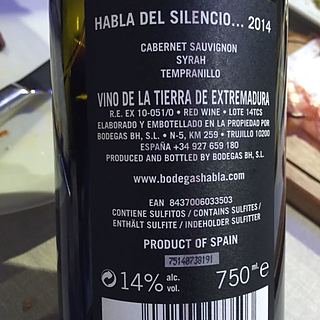 HABLA DEL SILENCIO... 2014
CABERNET SAUVIGNON
SYRAH
TEMPRANILLO
VINO DE LA TIERRA DE EXTREMADURA
R.E. EX 10-051/0 • RED WINE • LOTE 14TCS
ELABORADO Y EMBOTELLADO EN LA PROPIEDAD POR
BODEGAS BH, S.L. • N-5, KM 259 • TRUJILLO 10200
ESPAÑA +34 927 659 180
PRODUCED AND BOTTLED BY BODEGAS BH, S.L.
www.bodegashabla.com
EAN 8437006033503
CONTIENE SULFITOS / CONTAINS SULFITES /
ENTHÄLT SULFITE / INDEHOLDER SULFITTER
PRODUCT OF SPAIN
75140738191
14% alc. vol. 750 mL e